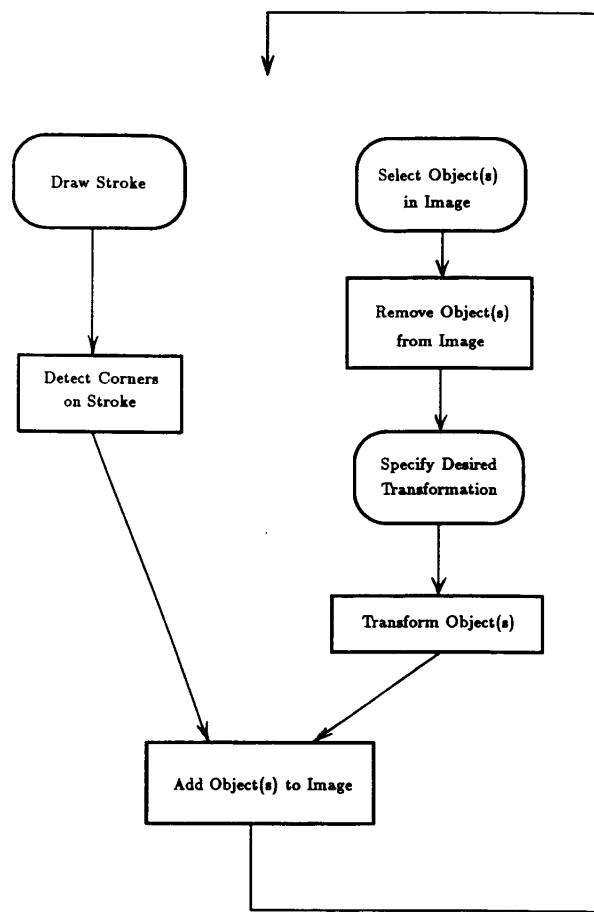 Draw Stroke
Select Object(s)
in Image
Remove Object(s)
from Image
Detect Corners
on Stroke
Specify Desired
Transformation
Transform Object(s)
Add Object(s) to Image